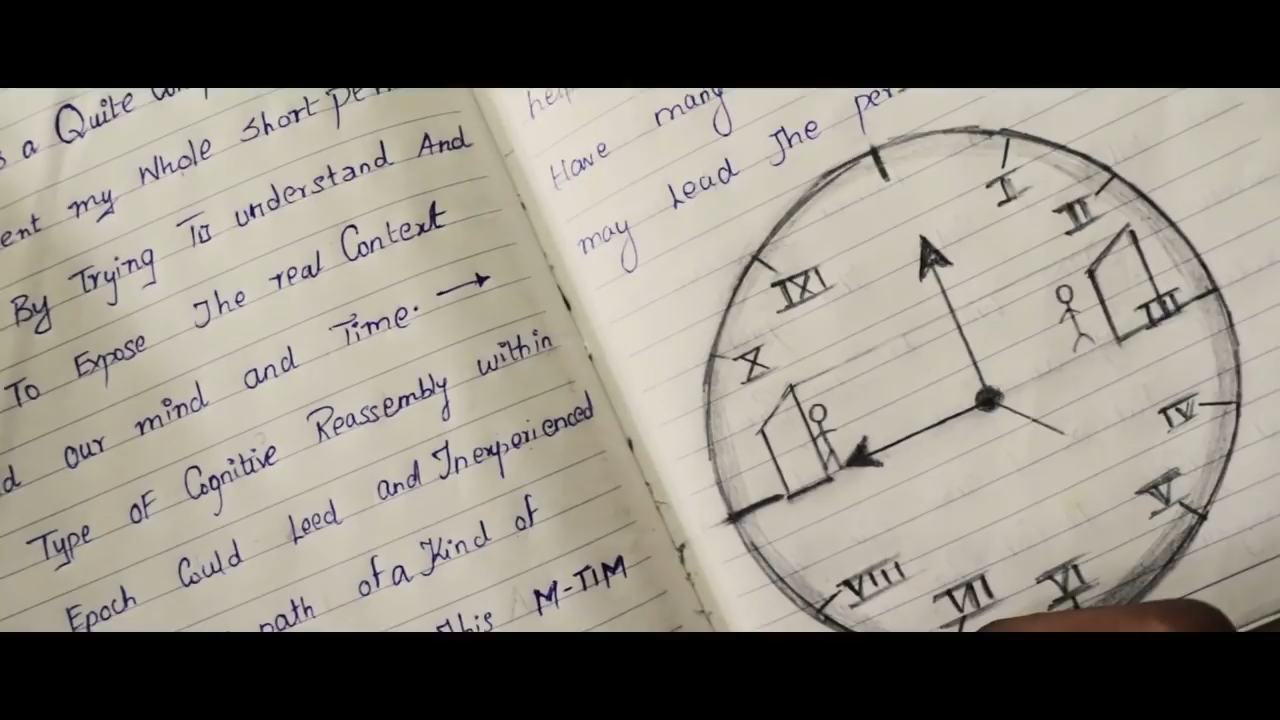 a Quite
my Whole Short
By Trying To understand And
To Expose The real Context
our mind and Time. →
Type of Cognitive Reassembly within
Epoch Could Leed and Inexperienced
path of a Kind of
This M-TIM
Have many
may Lead The
I
II
III
IV
V
VI
VII
VIII
X
IXI